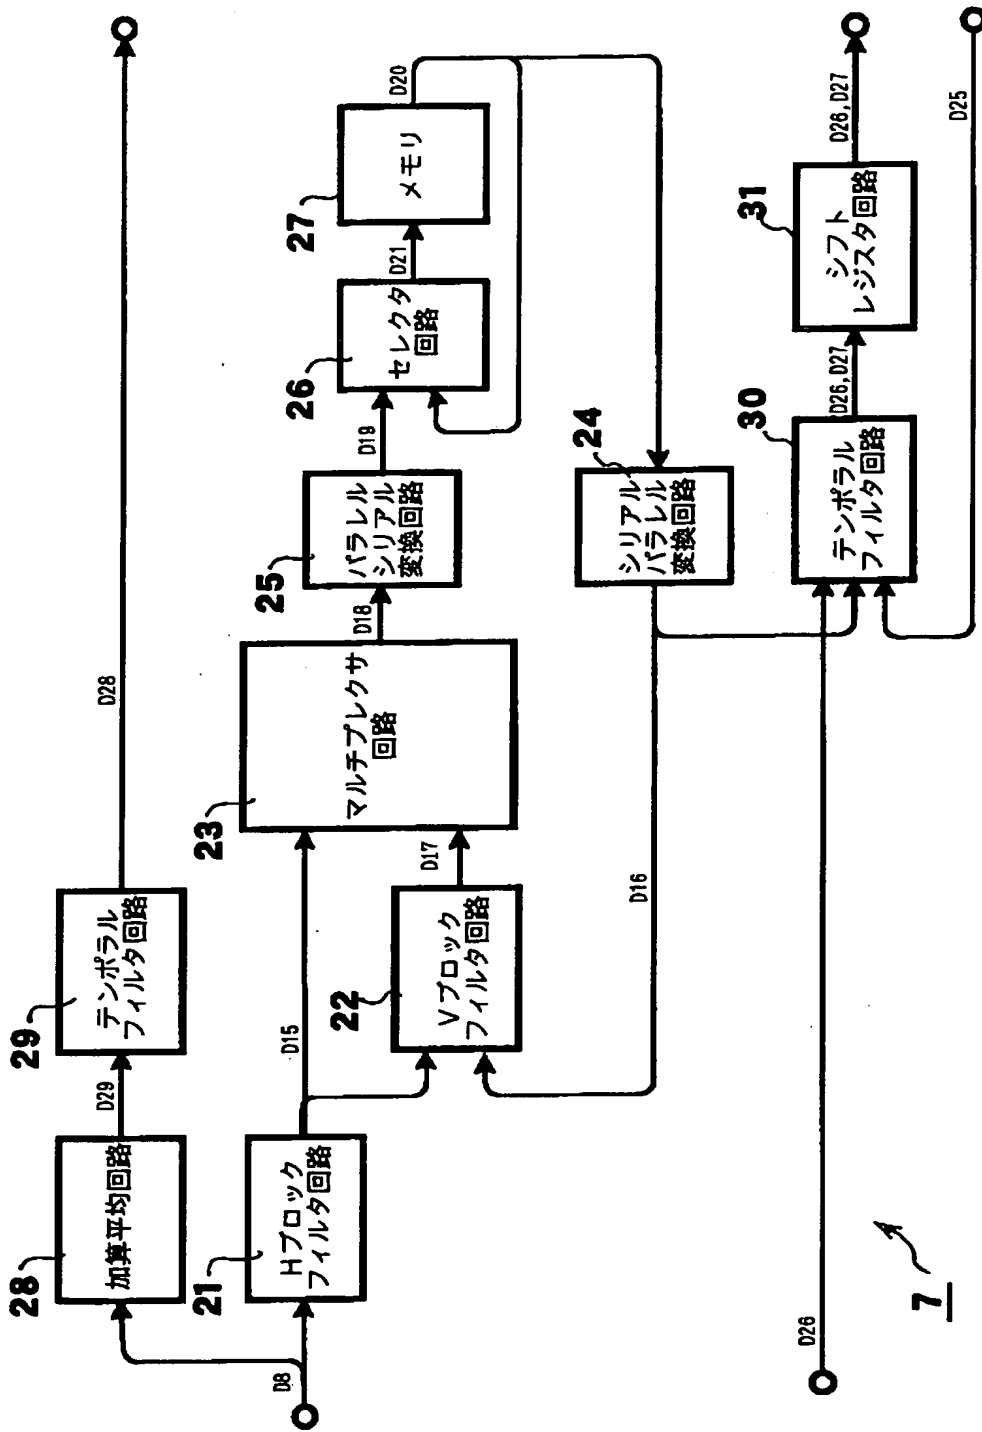 D28
29
テンポラル
フィルタ回路
D29
28
加算平均回路
D8
21
Hブロック
フィルタ回路
D15
22
Vブロック
フィルタ回路
D17
23
マルチプレクサ
回路
D18
25
パラレル
シリアル
変換回路
D19
26
セレクタ
回路
D21
27
メモリ
D20
24
シリアル
パラレル
変換回路
D16
D26
30
テンポラル
フィルタ回路
D26,D27
31
シフト
レジスタ回路
D26,D27
D25
7